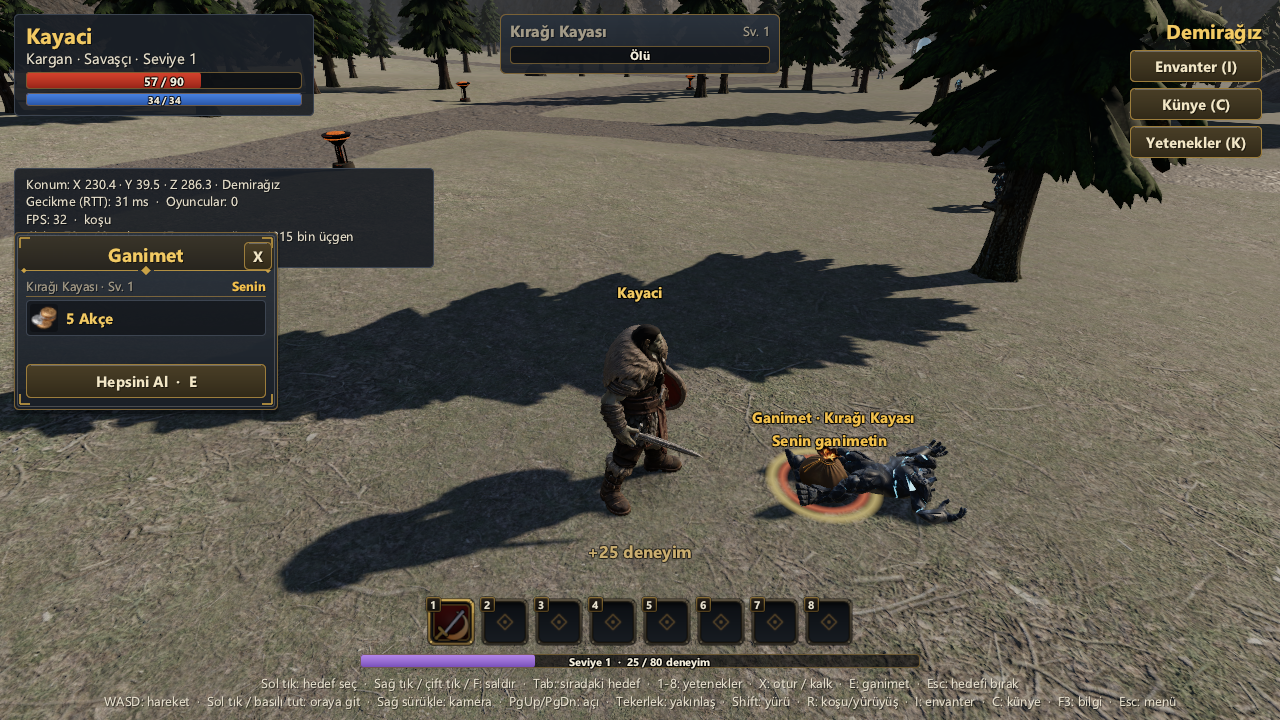 Kayaci
Kargan · Savaşçı · Seviye 1
57 / 90
34 / 34
Kırağı Kayası Sv. 1
Ölü
Demirağız
Envanter (I)
Künye (C)
Yetenekler (K)
Konum: X 230.4 · Y 39.5 · Z 286.3 · Demirağız
Gecikme (RTT): 31 ms · Oyuncular: 0
FPS: 32 · koşu
315 bin üçgen
Ganimet X
Kırağı Kayası · Sv. 1 Senin
5 Akçe
Hepsini Al · E
Kayaci
Ganimet · Kırağı Kayası
Senin ganimetin
+25 deneyim
1 2 3 4 5 6 7 8
Seviye 1 · 25 / 80 deneyim
Sol tık: hedef seç · Sağ tık / çift tık / F: saldır · Tab: sıradaki hedef · 1-8: yetenekler · X: otur / kalk · E: ganimet · Esc: hedefi bırak
WASD: hareket · Sol tık / basılı tut: oraya git · Sağ sürükle: kamera · PgUp/PgDn: açı · Tekerlek: yakınlaş · Shift: yürü · R: koşu/yürüyüş · I: envanter · C: künye · F3: bilgi · Esc: menü